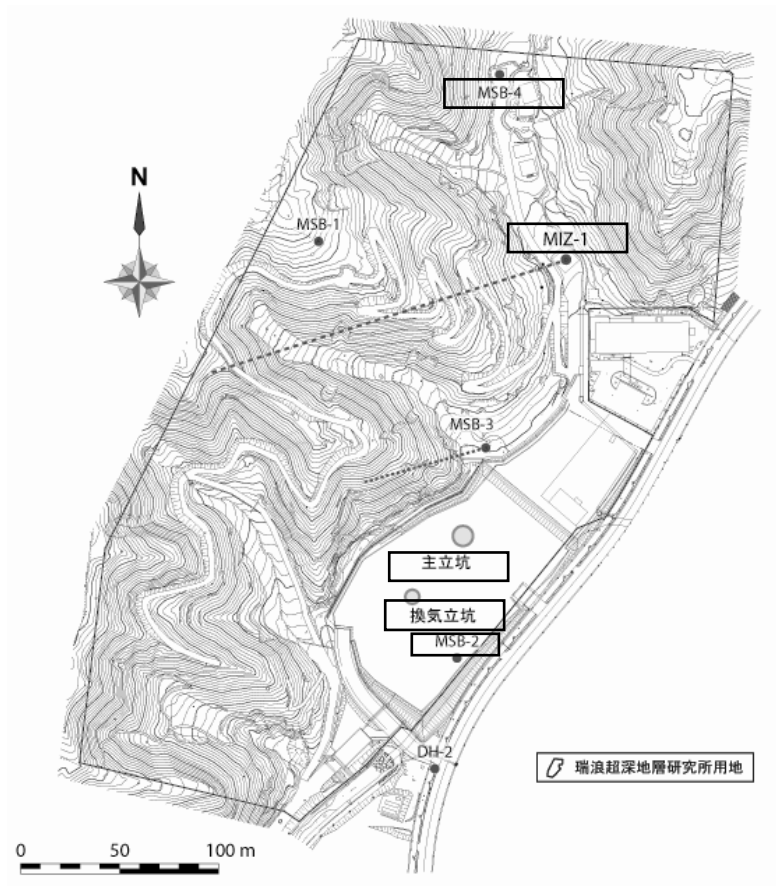 MSB-4
N
MSB-1
MIZ-1
MSB-3
主立坑
換気立坑
MSB-2
DH-2
瑞浪超深地層研究所用地
0 50 100 m